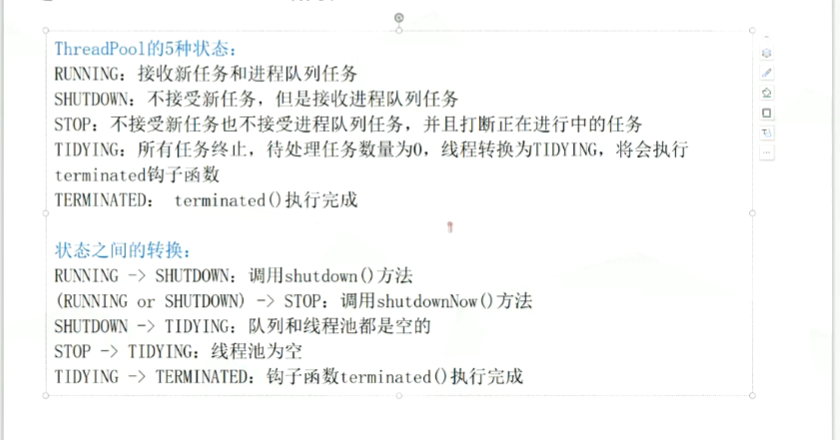 ThreadPool的5种状态：
RUNNING：接收新任务和进程队列任务
SHUTDOWN：不接受新任务，但是接收进程队列任务
STOP：不接受新任务也不接受进程队列任务，并且打断正在进行中的任务
TIDYING：所有任务终止，待处理任务数量为0，线程转换为TIDYING，将会执行
terminated钩子函数
TERMINATED： terminated()执行完成
状态之间的转换：
RUNNING -> SHUTDOWN：调用shutdown()方法
(RUNNING or SHUTDOWN) -> STOP：调用shutdownNow()方法
SHUTDOWN -> TIDYING：队列和线程池都是空的
STOP -> TIDYING：线程池为空
TIDYING -> TERMINATED：钩子函数terminated()执行完成